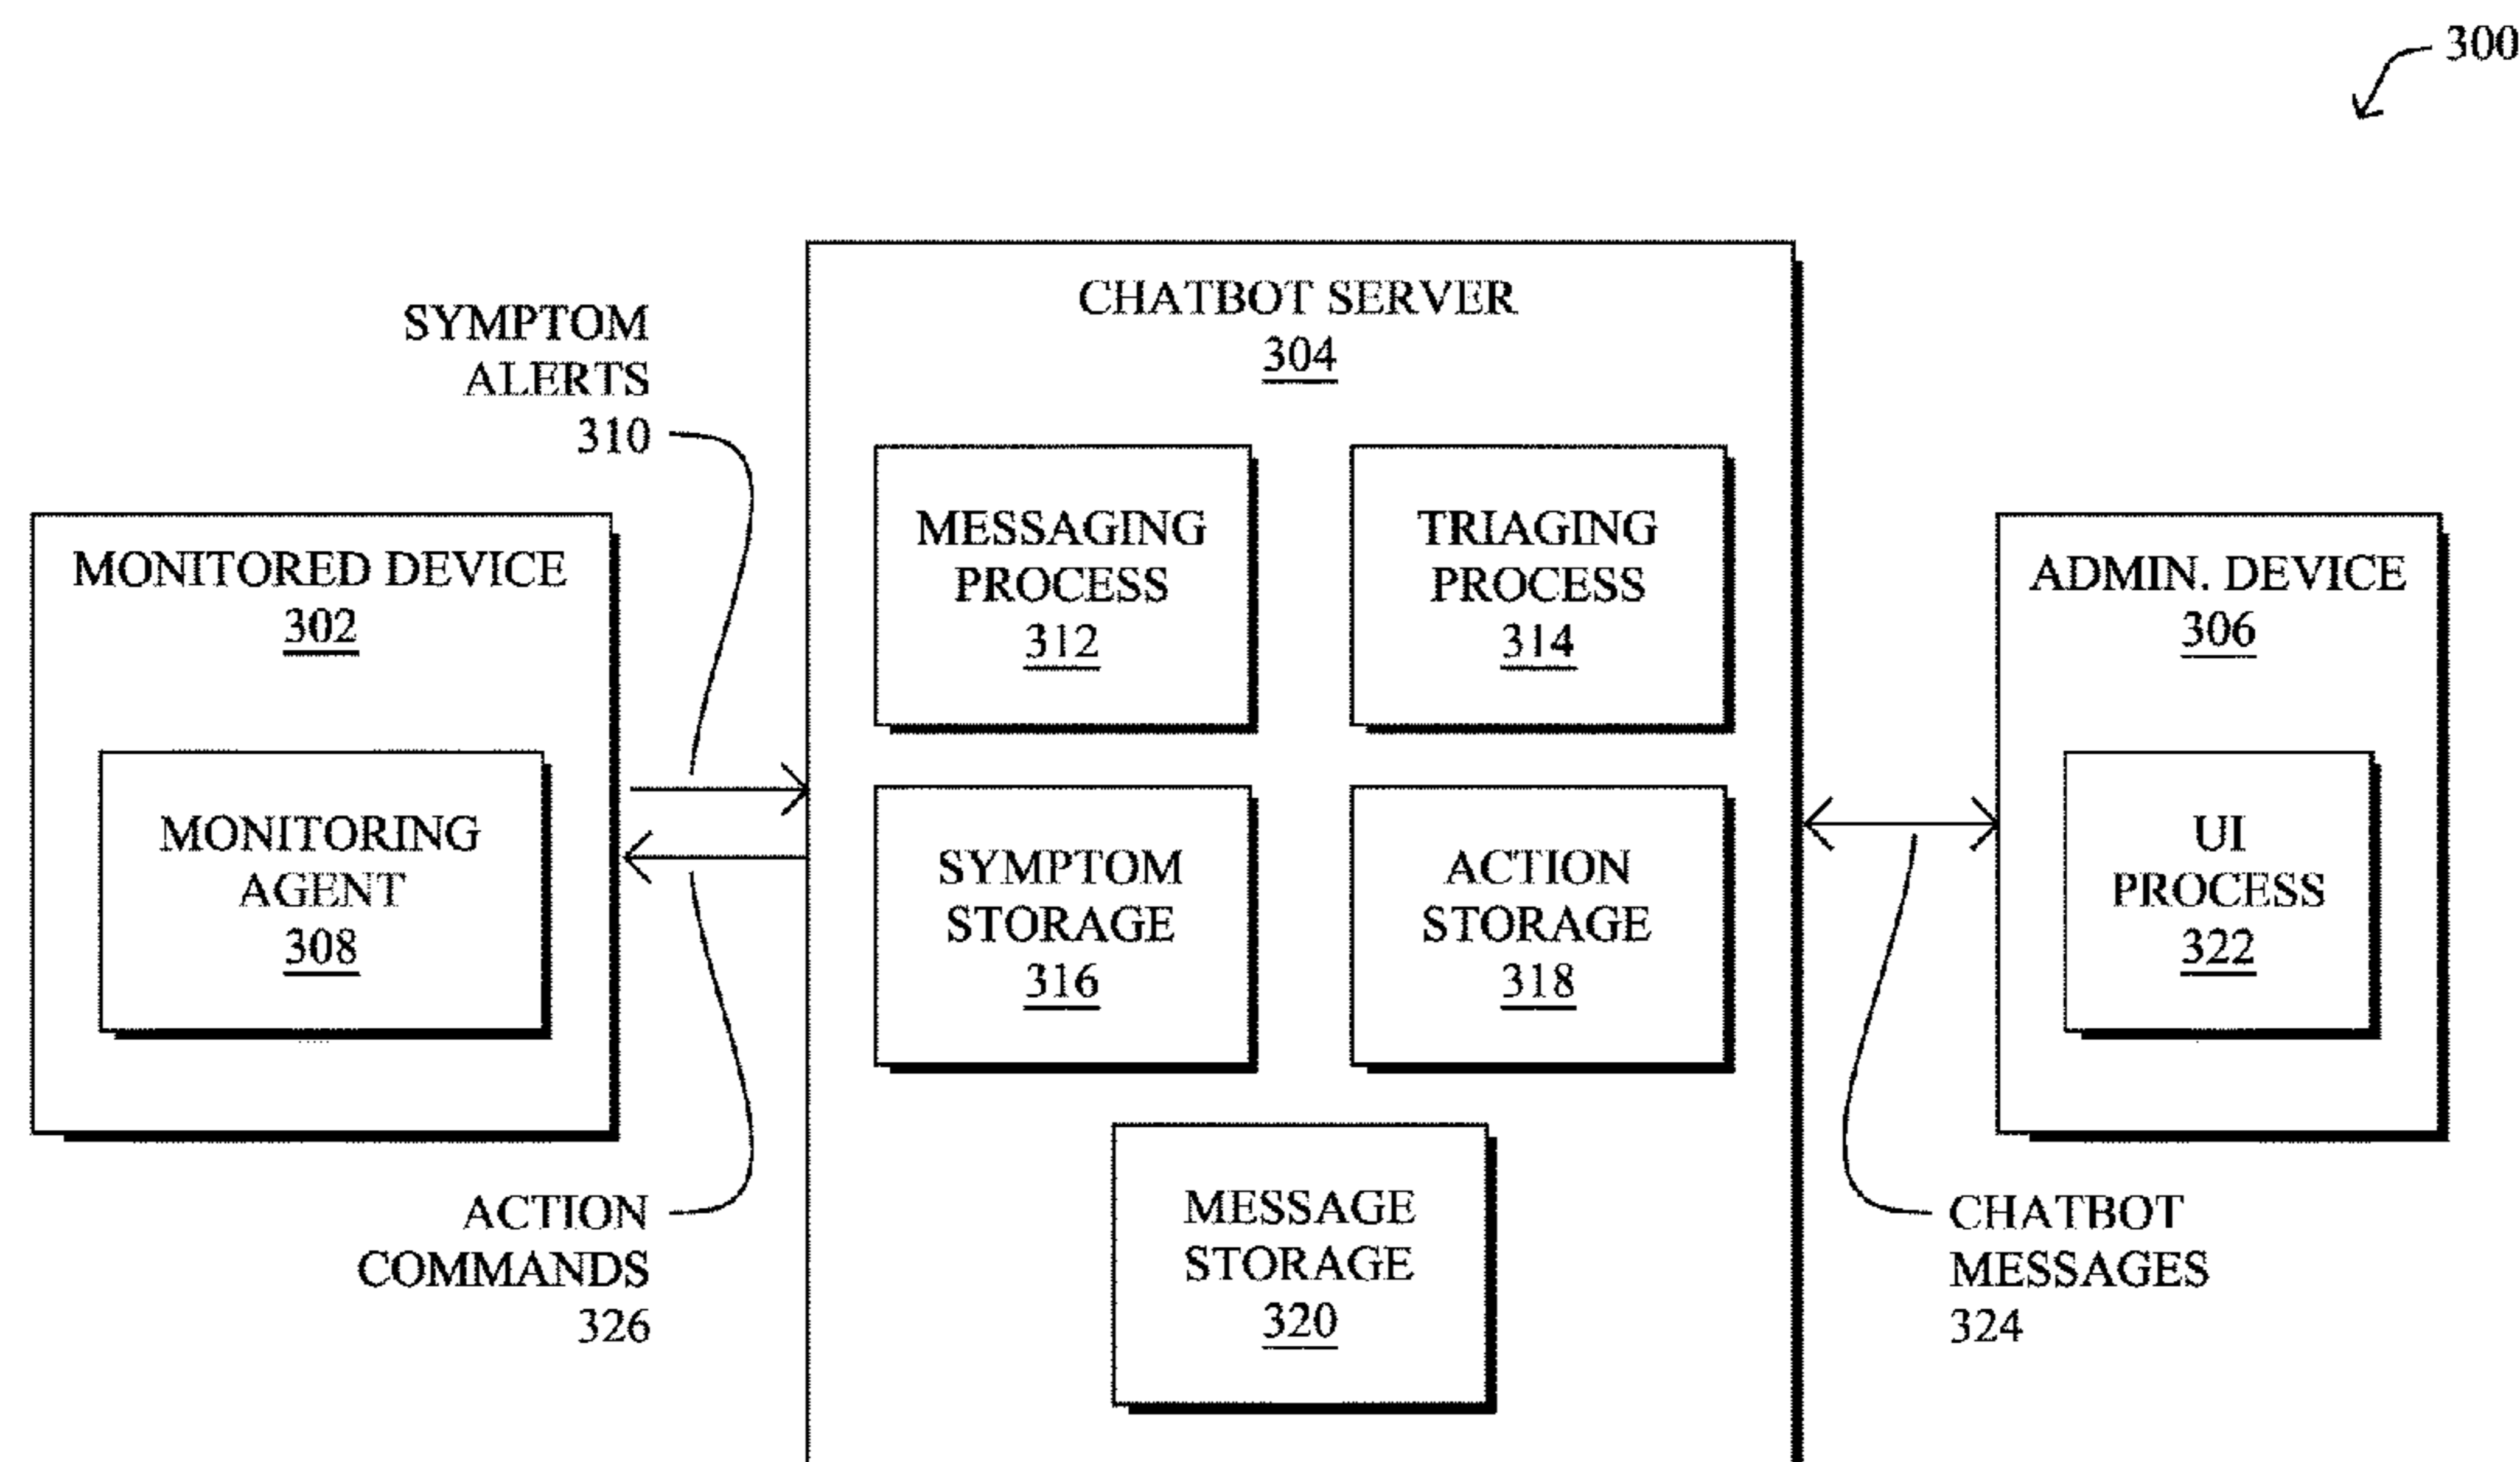 300
CHATBOT SERVER
304
SYMPTOM
ALERTS
310
MESSAGING
PROCESS
312
TRIAGING
PROCESS
314
MONITORED DEVICE
302
ADMIN. DEVICE
306
MONITORING
AGENT
308
SYMPTOM
STORAGE
316
ACTION
STORAGE
318
UI
PROCESS
322
ACTION
COMMANDS
326
MESSAGE
STORAGE
320
CHATBOT
MESSAGES
324